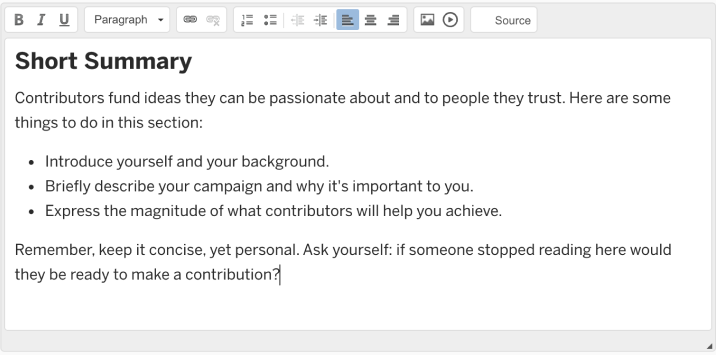 B I U Paragraph Source
Short Summary
Contributors fund ideas they can be passionate about and to people they trust. Here are some
things to do in this section:
• Introduce yourself and your background.
• Briefly describe your campaign and why it's important to you.
• Express the magnitude of what contributors will help you achieve.
Remember, keep it concise, yet personal. Ask yourself: if someone stopped reading here would
they be ready to make a contribution?